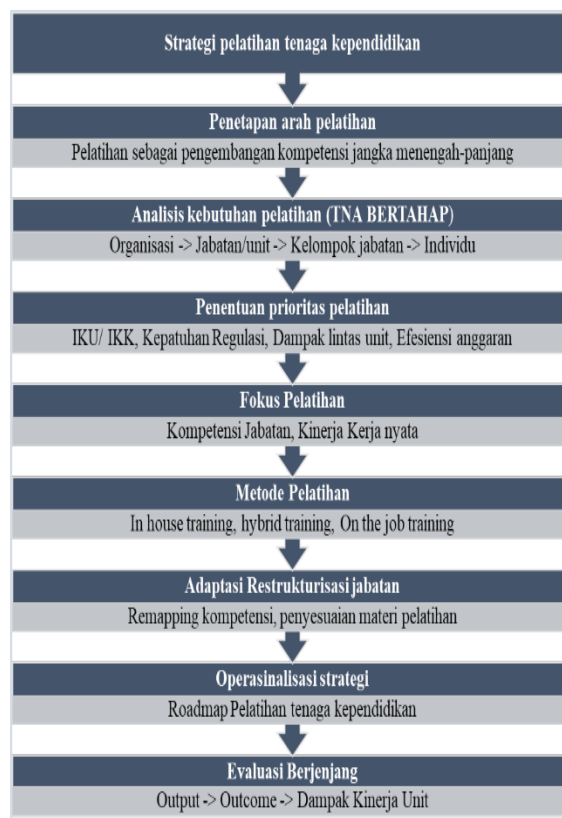 Strategi pelatihan tenaga kependidikan
Penetapan arah pelatihan
Pelatihan sebagai pengembangan kompetensi jangka menengah-panjang
Analisis kebutuhan pelatihan (TNA BERTAHAP)
Organisasi -> Jabatan/unit -> Kelompok jabatan -> Individu
Penentuan prioritas pelatihan
IKU/ IKK, Kepatuhan Regulasi, Dampak lintas unit, Efesiensi anggaran
Fokus Pelatihan
Kompetensi Jabatan, Kinerja Kerja nyata
Metode Pelatihan
In house training, hybrid training, On the job training
Adaptasi Restrukturisasi jabatan
Remapping kompetensi, penyesuaian materi pelatihan
Operasinalisasi strategi
Roadmap Pelatihan tenaga kependidikan
Evaluasi Berjenjang
Output -> Outcome -> Dampak Kinerja Unit